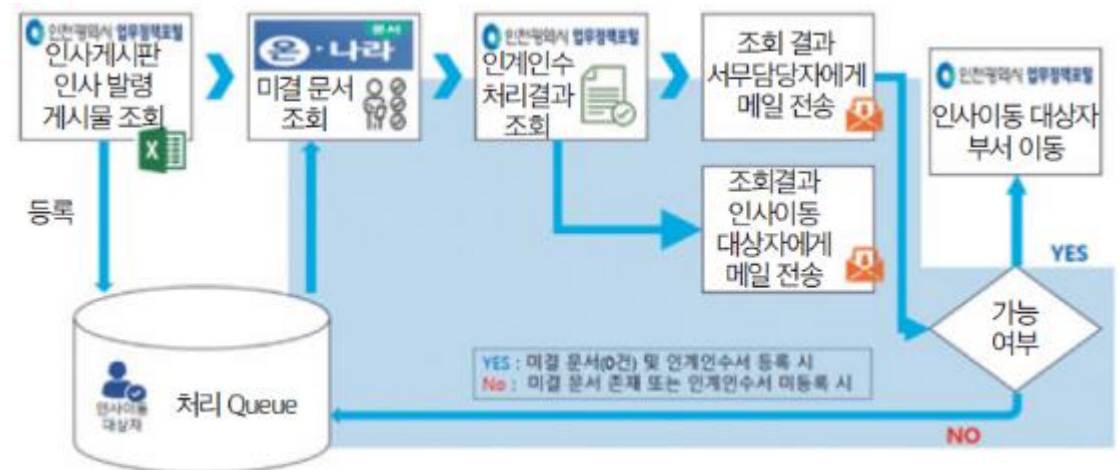 인천광역시 업무정책포털
인사게시판
인사 발령
게시물 조회
등록
문서
온·나라
미결 문서
조회
인천광역시 업무정책포털
인계인수
처리결과
조회
조회 결과
서무담당자에게
메일 전송
조회결과
인사이동
대상자에게
메일 전송
인천광역시 업무정책포털
인사이동 대상자
부서 이동
YES
가능
여부
NO
YES : 미결 문서(0건) 및 인계인수서 등록 시
No : 미결 문서 존재 또는 인계인수서 미등록 시
인사이동
대상자
처리 Queue